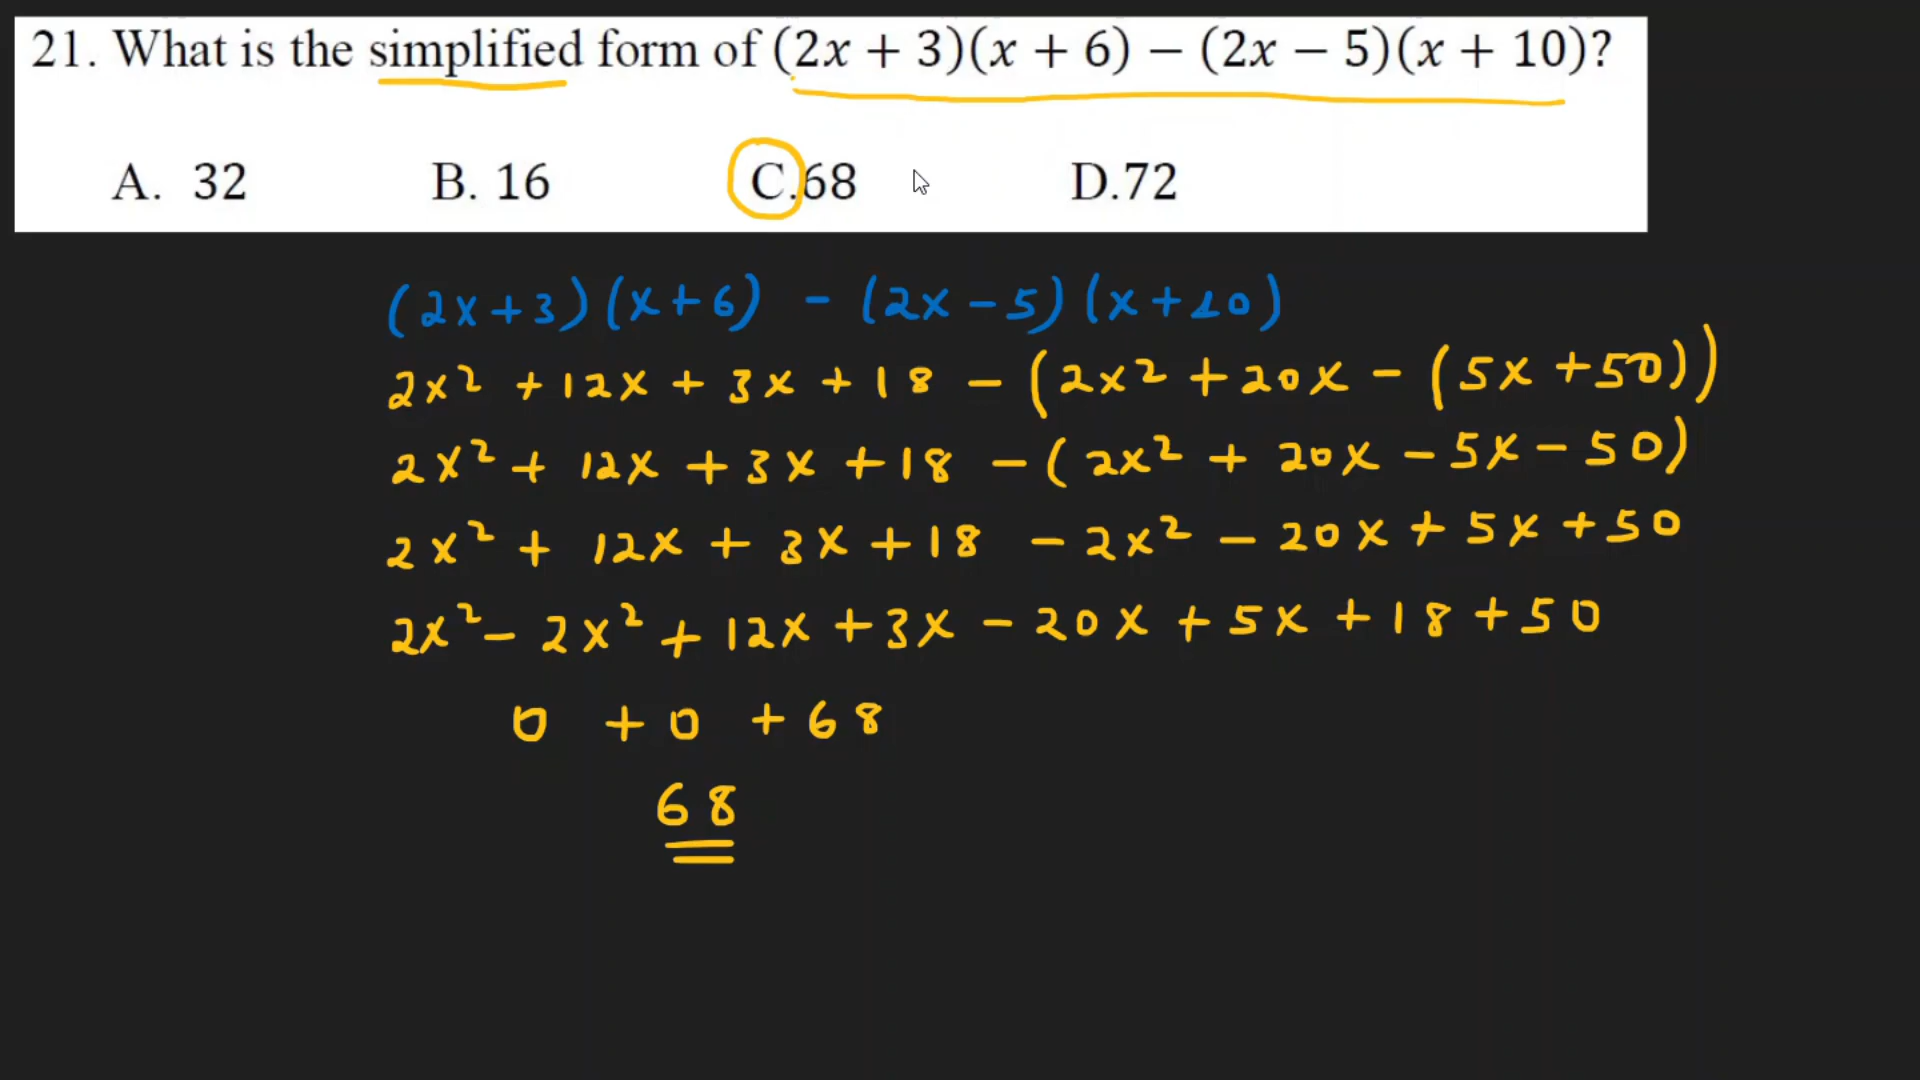 21. What is the simplified form of (2x + 3)(x + 6) − (2x − 5)(x + 10)?
A. 32 B. 16 C.68 D.72
(2x+3)(x+6) - (2x-5)(x+10)
2x² + 12x + 3x + 18 - (2x² + 20x - (5x + 50))
2x² + 12x + 3x + 18 - (2x² + 20x - 5x - 50)
2x² + 12x + 3x + 18 - 2x² - 20x + 5x + 50
2x² - 2x² + 12x + 3x - 20x + 5x + 18 + 50
0 + 0 + 68
68